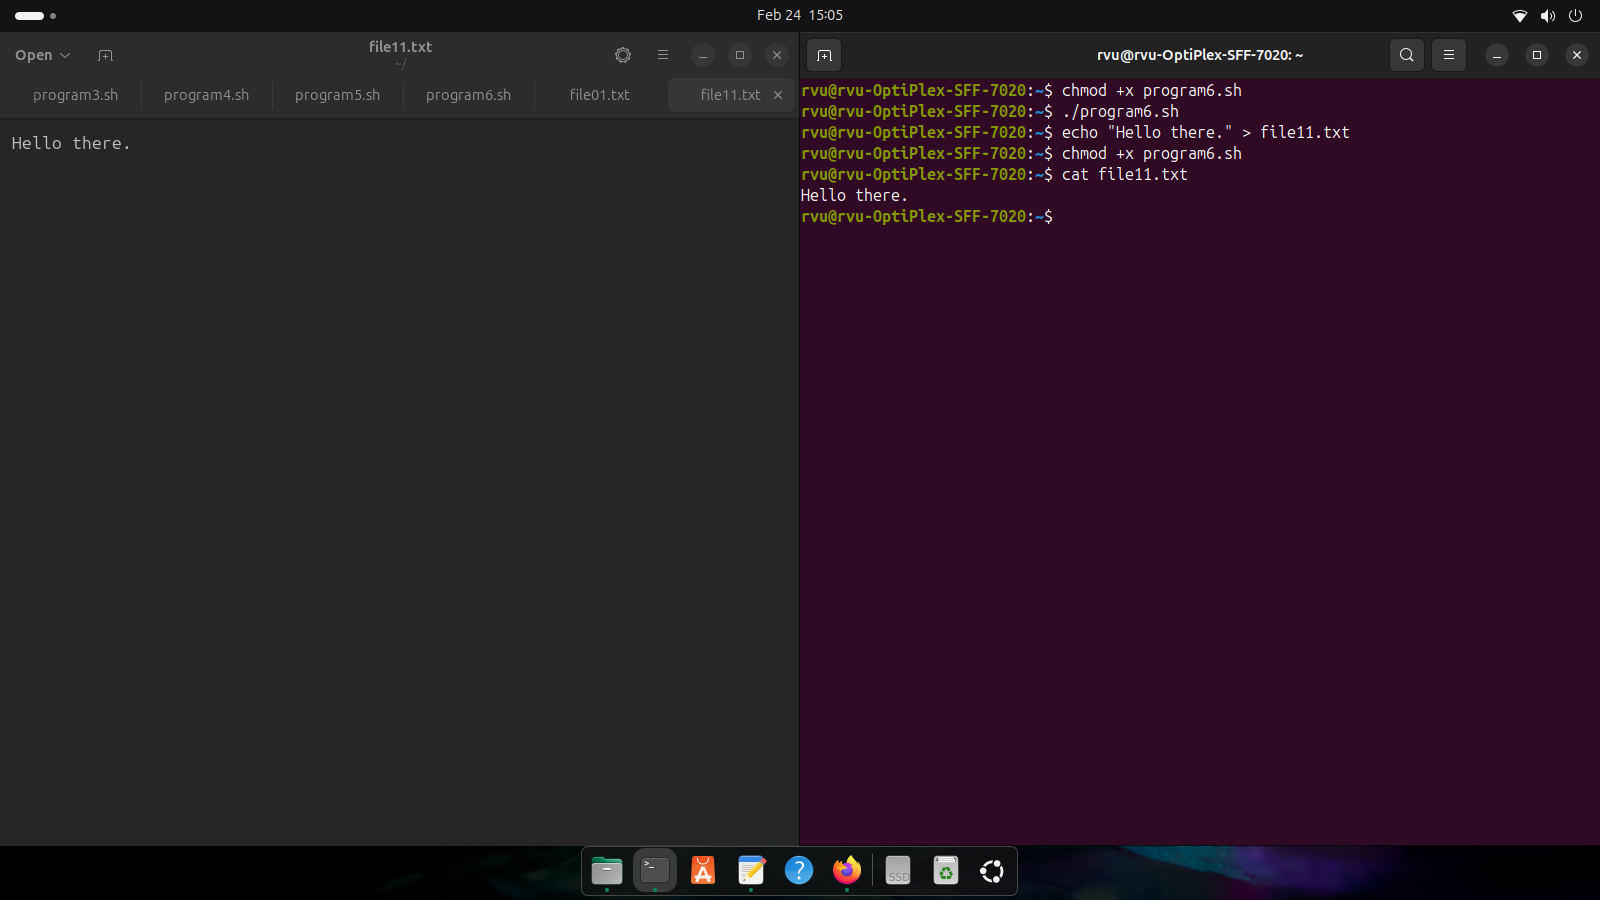 Feb 24 15:05
Open
file11.txt
~/
program3.sh
program4.sh
program5.sh
program6.sh
file01.txt
file11.txt
Hello there.
rvu@rvu-OptiPlex-SFF-7020: ~
rvu@rvu-OptiPlex-SFF-7020:~$ chmod +x program6.sh
rvu@rvu-OptiPlex-SFF-7020:~$ ./program6.sh
rvu@rvu-OptiPlex-SFF-7020:~$ echo "Hello there." > file11.txt
rvu@rvu-OptiPlex-SFF-7020:~$ chmod +x program6.sh
rvu@rvu-OptiPlex-SFF-7020:~$ cat file11.txt
Hello there.
rvu@rvu-OptiPlex-SFF-7020:~$
SSD